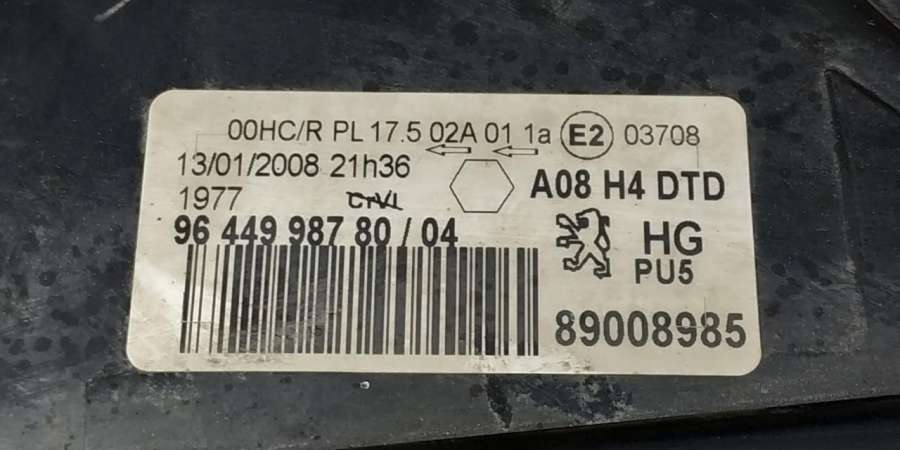 00HC/R PL 17.5 02A 01 1a E2 03708
13/01/2008 21h36
1977
A08 H4 DTD
96 449 987 80 / 04
HG
PU5
89008985